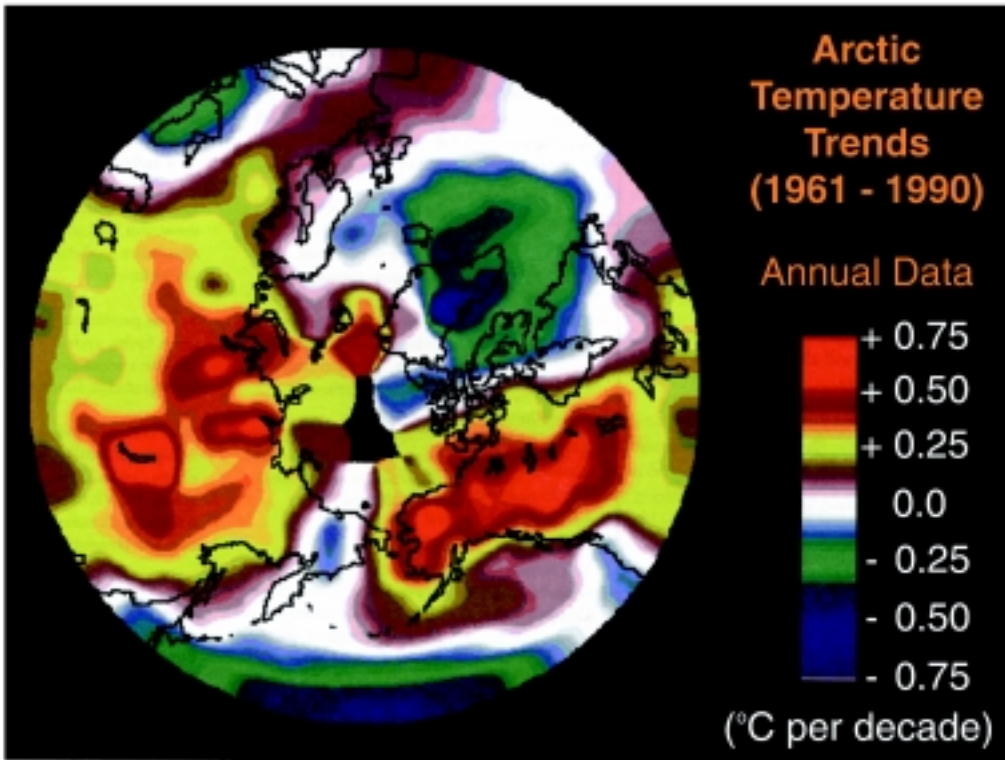 Arctic
Temperature
Trends
(1961 - 1990)
Annual Data
+ 0.75
+ 0.50
+ 0.25
0.0
- 0.25
- 0.50
- 0.75
(°C per decade)